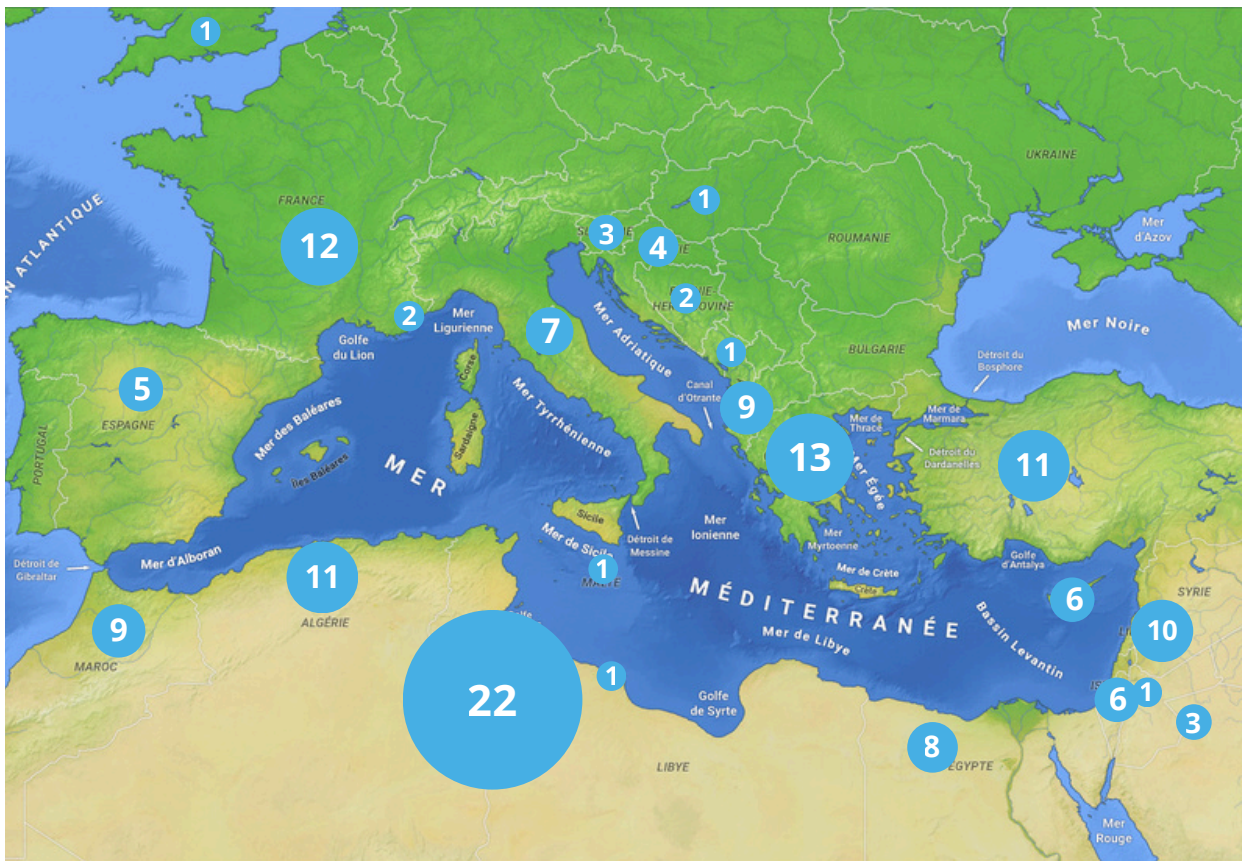 1
UKRAINE
FRANCE
AN ATLANTIQUE
1
Mer
d'Azov
3
4
ROUMANIE
12
2
2
Mer
Ligurienne
7
Mer Adriatique
Mer Noire
Golfe
du Lion
1
BULGARIE
Détroit du
Bosphore
Corse
Canal
d'Otrante
5
ESPAGNE
PORTUGAL
Mer des Baléares
Îles Baléares
Sardaigne
Mer Tyrrhénienne
9
Mer de
Thrace
Mer de
Marmara
Détroit du
Dardanelles
13
Mer Égée
11
MER
Sicile
Mer
Ionienne
Détroit de
Messine
Mer
Myrtoenne
Mer de Sicile
Détroit de
Gibraltar
Mer d'Alboran
Golfe
d'Antalya
Mer de Crète
Crète
1
MALTE
11
ALGÉRIE
MÉDITERRANÉE
6
SYRIE
9
MAROC
Mer de Libye
Bassin Levantin
10
1
22
Golfe
de Syrte
6
1
3
8
ÉGYPTE
LIBYE
Mer
Rouge